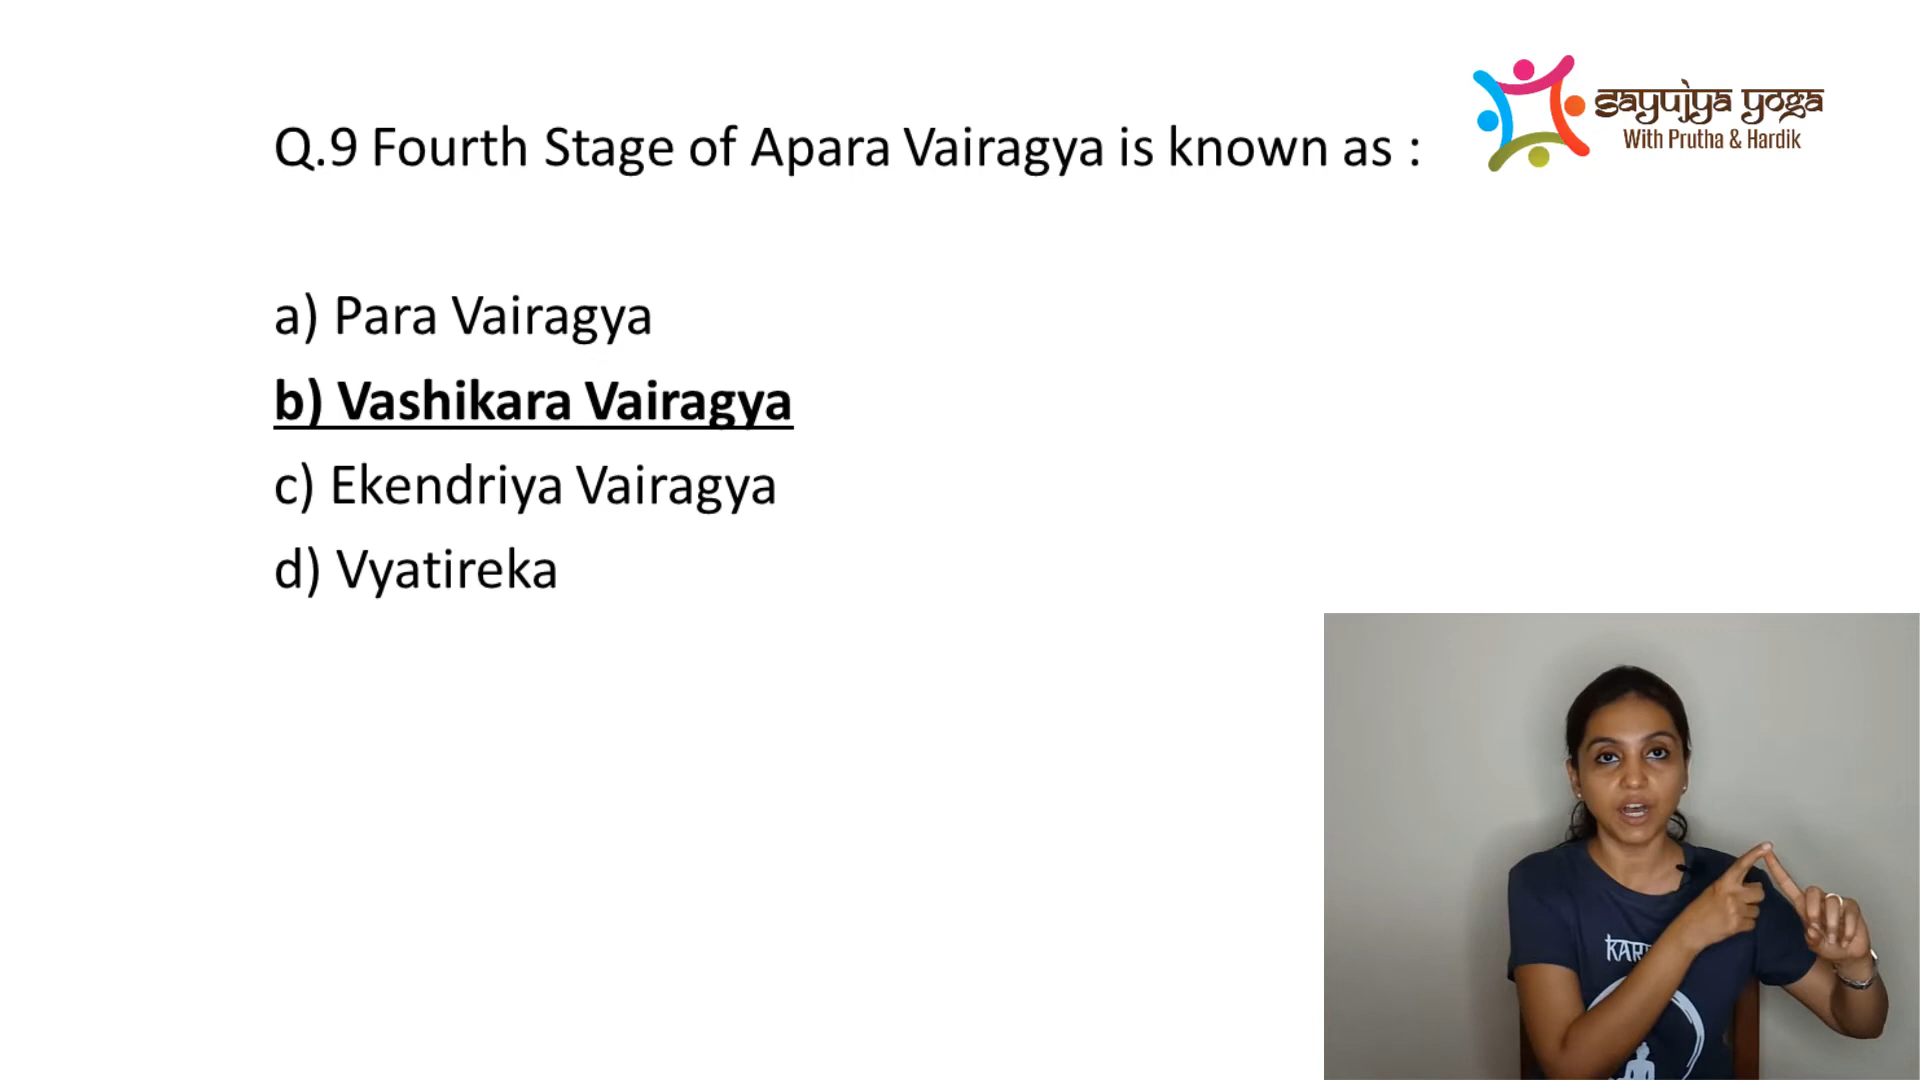 Q.9 Fourth Stage of Apara Vairagya is known as :
sayujya yoga
With Prutha & Hardik
a) Para Vairagya
b) Vashikara Vairagya
c) Ekendriya Vairagya
d) Vyatireka